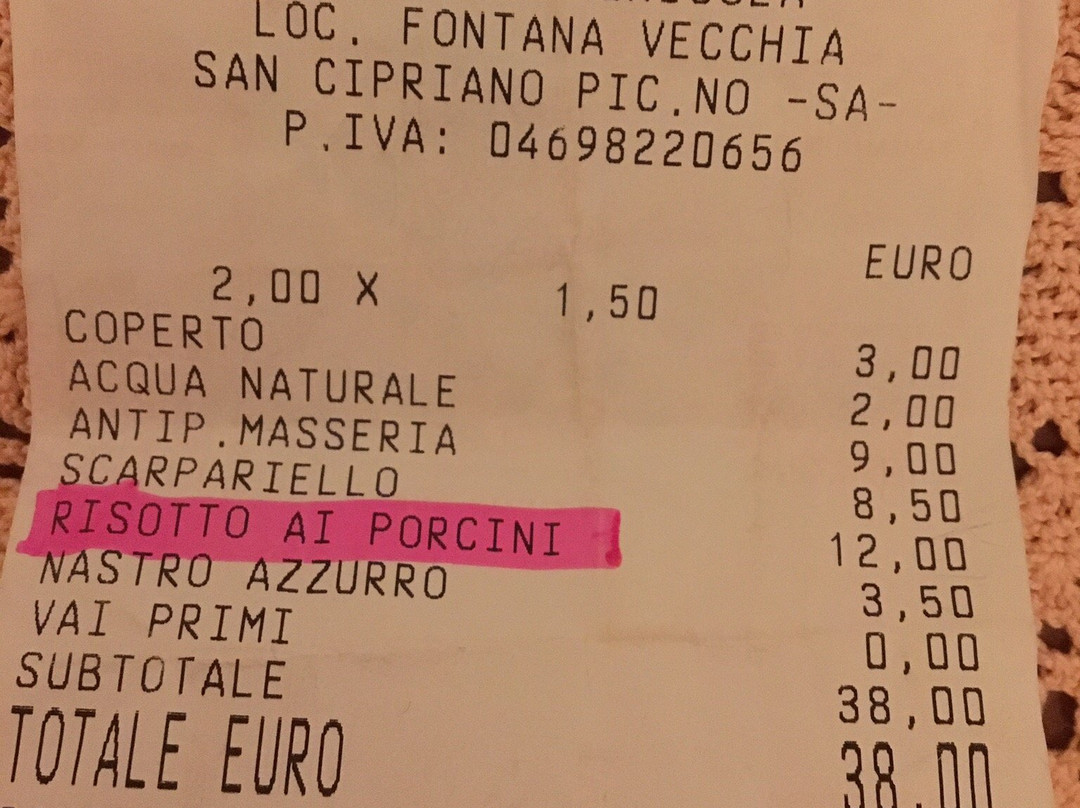 LOC. FONTANA VECCHIA
SAN CIPRIANO PIC.NO -SA-
P.IVA: 04698220656
EURO
2,00 X 1,50
COPERTO 3,00
ACQUA NATURALE 2,00
ANTIP.MASSERIA 9,00
SCARPARIELLO 8,50
RISOTTO AI PORCINI 12,00
NASTRO AZZURRO 3,50
VAI PRIMI 0,00
SUBTOTALE 38,00
TOTALE EURO 38,00